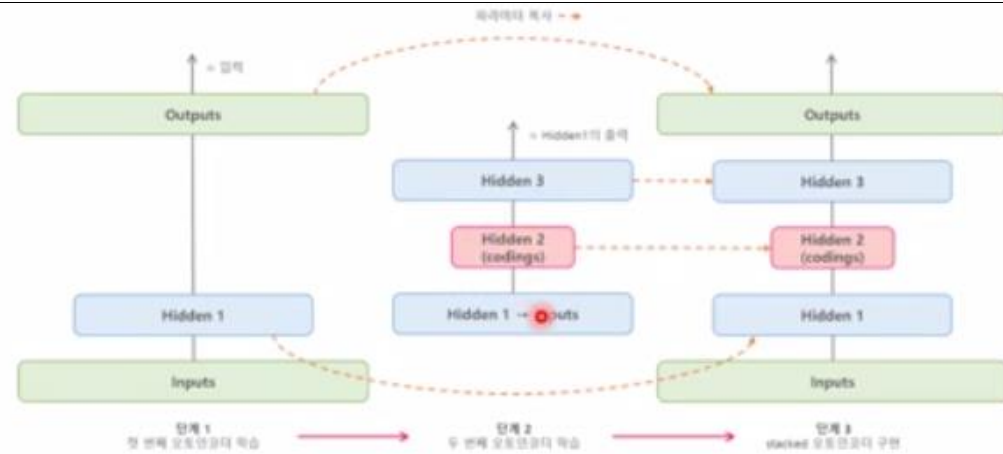 파라미터 복사
= 입력
Outputs
Hidden 1
Inputs
단계 1
첫 번째 오토인코더 학습
= Hidden1의 출력
Hidden 3
Hidden 2
(codings)
Hidden 1 →
단계 2
두 번째 오토인코더 학습
Outputs
Hidden 3
Hidden 2
(codings)
Hidden 1
Inputs
단계 3
stacked 오토인코더 구현